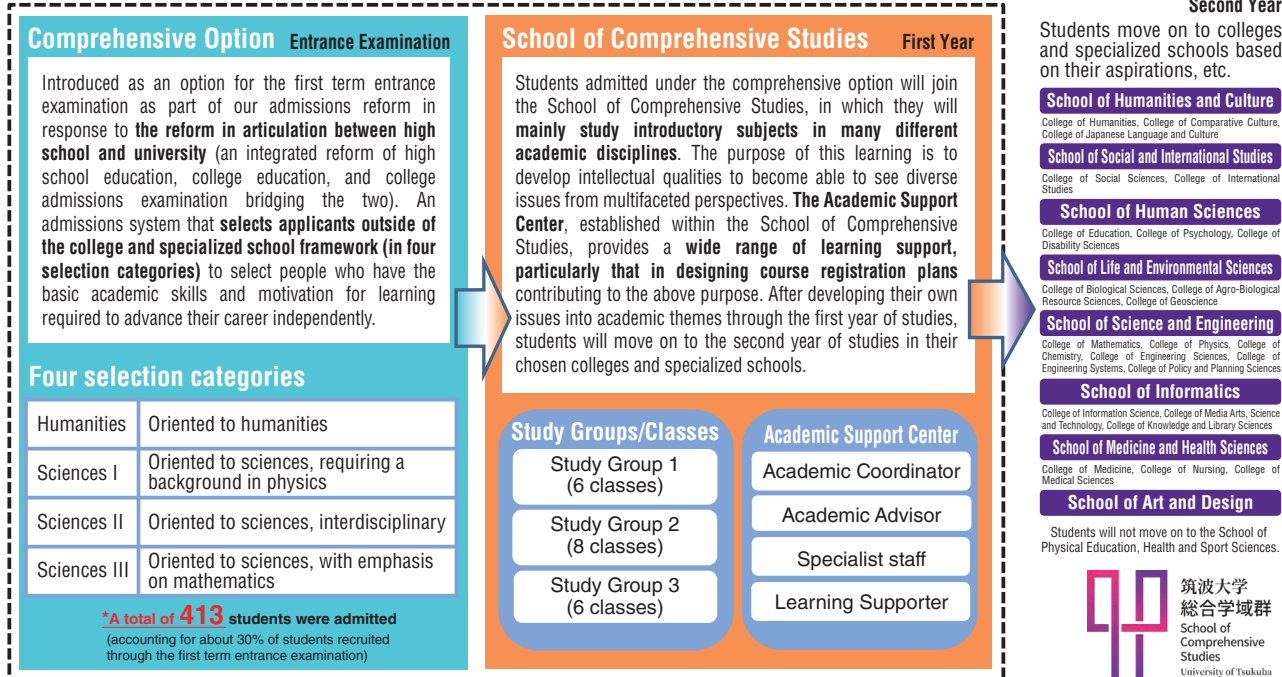 Comprehensive Option Entrance Examination
Introduced as an option for the first term entrance
examination as part of our admissions reform in
response to the reform in articulation between high
school and university (an integrated reform of high
school education, college education, and college
admissions examination bridging the two). An
admissions system that selects applicants outside of
the college and specialized school framework (in four
selection categories) to select people who have the
basic academic skills and motivation for learning
required to advance their career independently.
Four selection categories
Humanities Oriented to humanities
Sciences I Oriented to sciences, requiring a
background in physics
Sciences II Oriented to sciences, interdisciplinary
Sciences III Oriented to sciences, with emphasis
on mathematics
*A total of 413 students were admitted
(accounting for about 30% of students recruited
through the first term entrance examination)
School of Comprehensive Studies First Year
Students admitted under the comprehensive option will join
the School of Comprehensive Studies, in which they will
mainly study introductory subjects in many different
academic disciplines. The purpose of this learning is to
develop intellectual qualities to become able to see diverse
issues from multifaceted perspectives. The Academic Support
Center, established within the School of Comprehensive
Studies, provides a wide range of learning support,
particularly that in designing course registration plans
contributing to the above purpose. After developing their own
issues into academic themes through the first year of studies,
students will move on to the second year of studies in their
chosen colleges and specialized schools.
Study Groups/Classes
Study Group 1
(6 classes)
Study Group 2
(8 classes)
Study Group 3
(6 classes)
Academic Support Center
Academic Coordinator
Academic Advisor
Specialist staff
Learning Supporter
Second Year
Students move on to colleges
and specialized schools based
on their aspirations, etc.
School of Humanities and Culture
College of Humanities, College of Comparative Culture,
College of Japanese Language and Culture
School of Social and International Studies
College of Social Sciences, College of International
Studies
School of Human Sciences
College of Education, College of Psychology, College of
Disability Sciences
School of Life and Environmental Sciences
College of Biological Sciences, College of Agro-Biological
Resource Sciences, College of Geoscience
School of Science and Engineering
College of Mathematics, College of Physics, College of
Chemistry, College of Engineering Sciences, College of
Engineering Systems, College of Policy and Planning Sciences
School of Informatics
College of Information Science, College of Media Arts, Science
and Technology, College of Knowledge and Library Sciences
School of Medicine and Health Sciences
College of Medicine, College of Nursing, College of
Medical Sciences
School of Art and Design
Students will not move on to the School of
Physical Education, Health and Sport Sciences.
筑波大学
総合学域群
School of
Comprehensive
Studies
University of Tsukuba